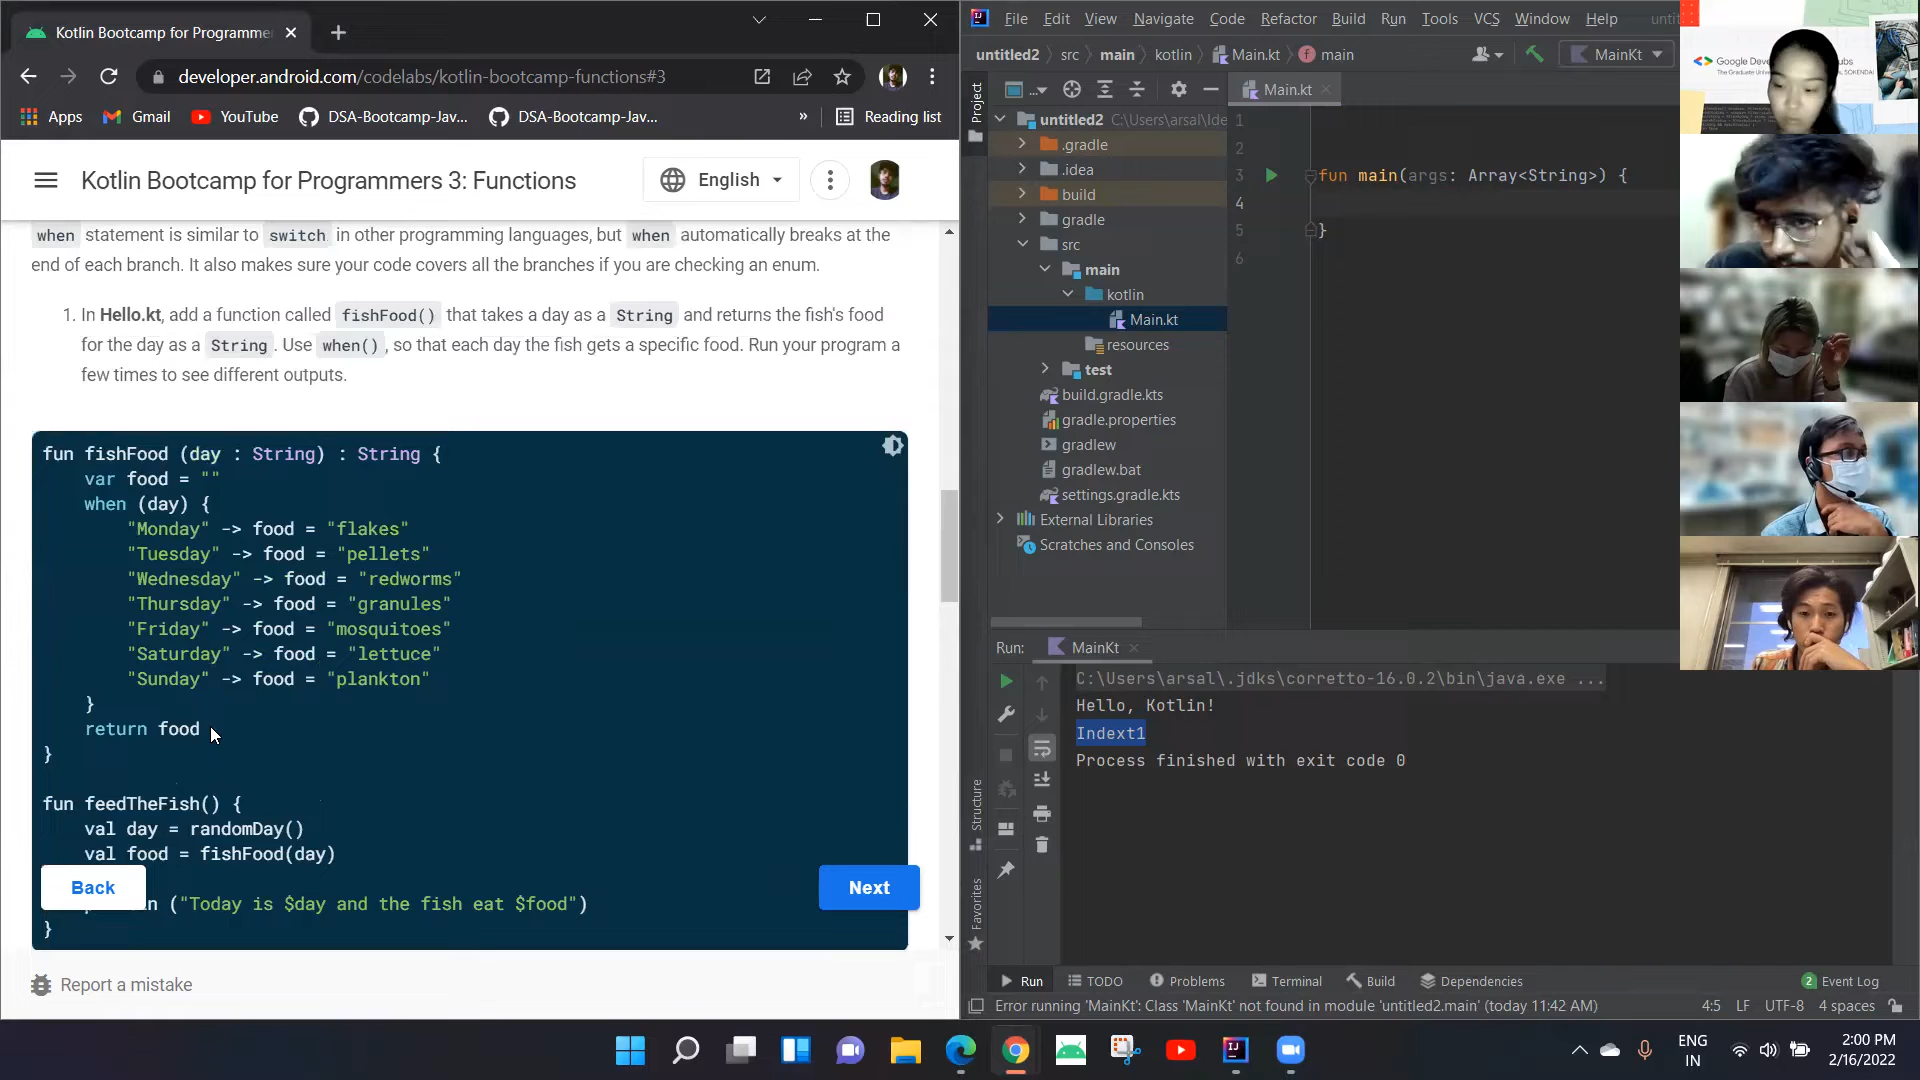 Kotlin Bootcamp for Programme
developer.android.com/codelabs/kotlin-bootcamp-functions#3
Apps
Gmail
YouTube
DSA-Bootcamp-Jav...
DSA-Bootcamp-Jav...
»
Reading list
Kotlin Bootcamp for Programmers 3: Functions
English
when statement is similar to switch in other programming languages, but when automatically breaks at the
end of each branch. It also makes sure your code covers all the branches if you are checking an enum.
1. In Hello.kt, add a function called fishFood() that takes a day as a String and returns the fish's food
for the day as a String. Use when(), so that each day the fish gets a specific food. Run your program a
few times to see different outputs.
fun fishFood (day : String) : String {
var food = ""
when (day) {
"Monday" -> food = "flakes"
"Tuesday" -> food = "pellets"
"Wednesday" -> food = "redworms"
"Thursday" -> food = "granules"
"Friday" -> food = "mosquitoes"
"Saturday" -> food = "lettuce"
"Sunday" -> food = "plankton"
}
return food
}
fun feedTheFish() {
val day = randomDay()
val food = fishFood(day)
("Today is $day and the fish eat $food")
}
Back
Next
Report a mistake
File Edit View Navigate Code Refactor Build Run Tools VCS Window Help
untitled2 src main kotlin Main.kt main
MainKt
Project
...
Main.kt
untitled2 C:\Users\arsal\Ide
.gradle
.idea
build
gradle
src
main
kotlin
Main.kt
resources
test
build.gradle.kts
gradle.properties
gradlew
gradlew.bat
settings.gradle.kts
External Libraries
Scratches and Consoles
1
2
3 fun main(args: Array<String>) {
4
5 }
6
Run: MainKt
C:\Users\arsal\.jdks\corretto-16.0.2\bin\java.exe ...
Hello, Kotlin!
Indext1
Process finished with exit code 0
Structure
Favorites
Run TODO Problems Terminal Build Dependencies
2 Event Log
Error running 'MainKt': Class 'MainKt' not found in module 'untitled2.main' (today 11:42 AM)
4:5 LF UTF-8 4 spaces
ENG
IN
2:00 PM
2/16/2022